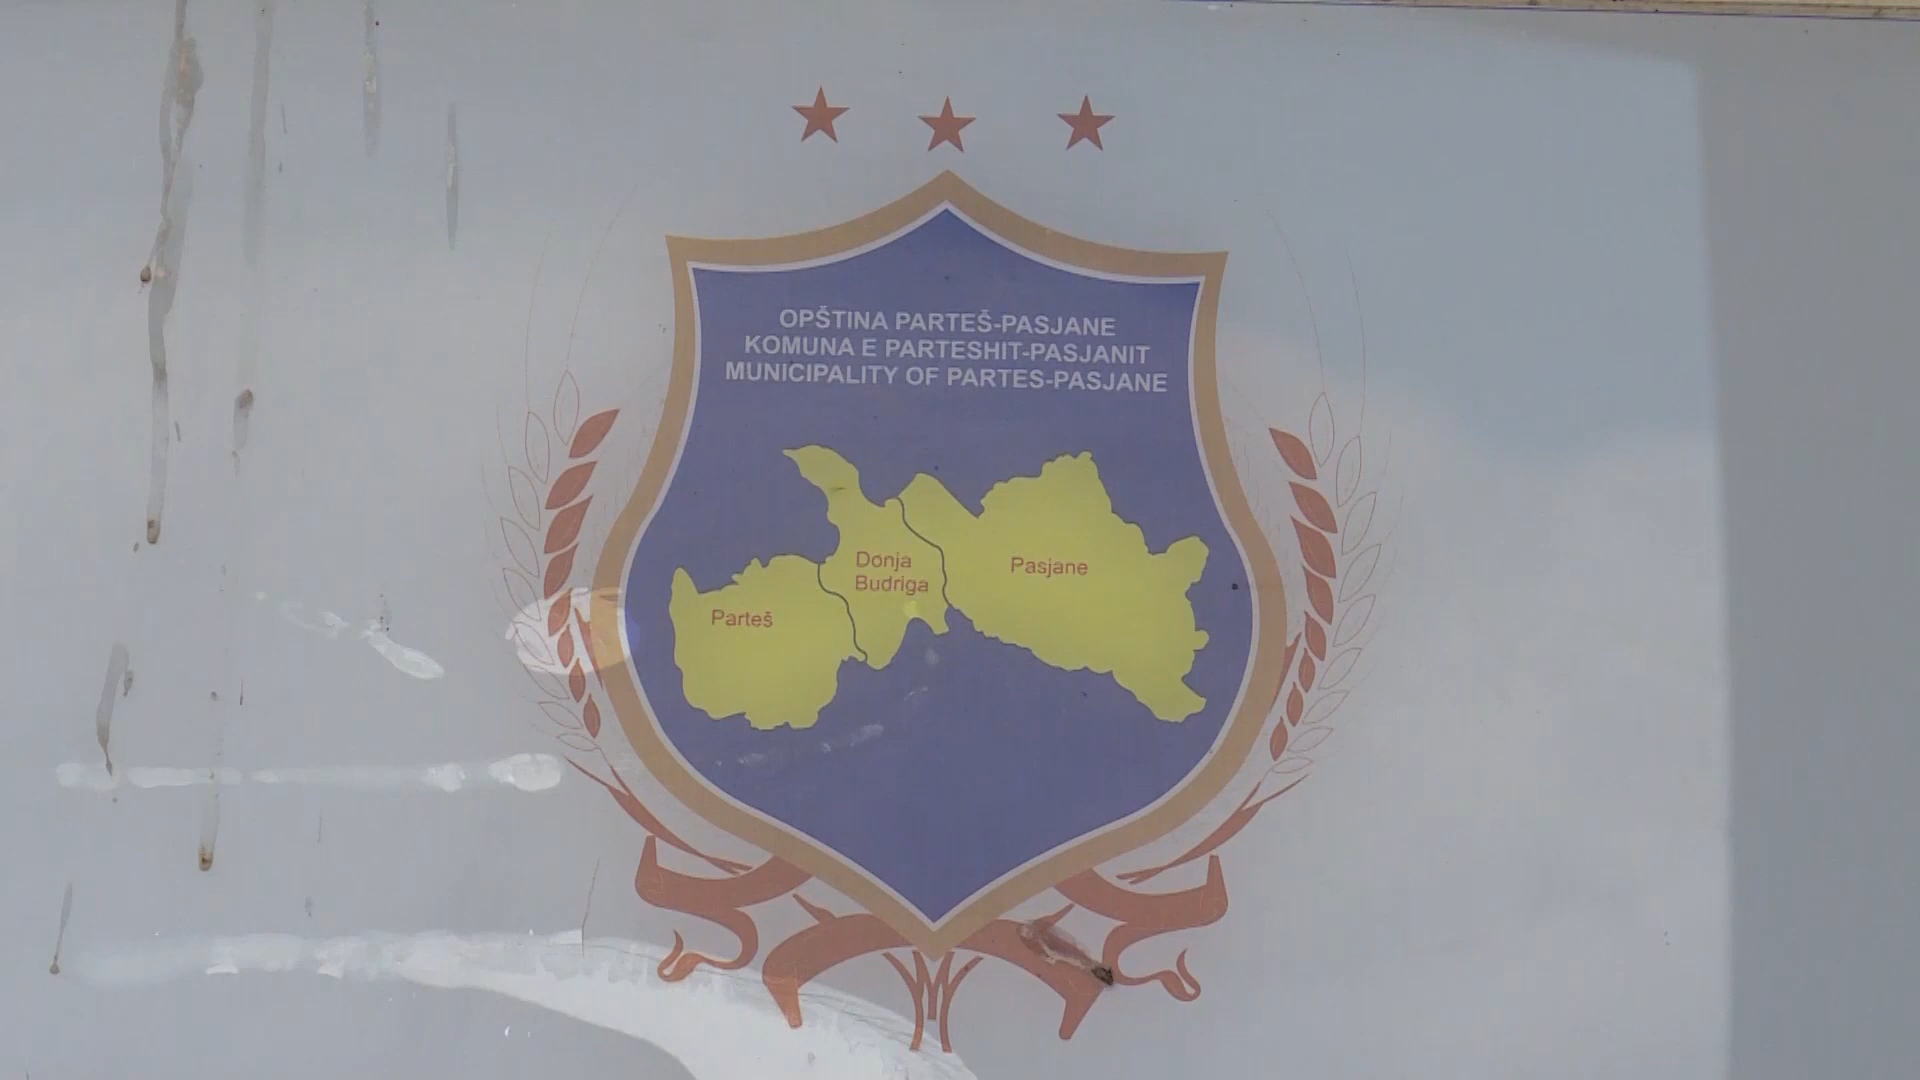 OPŠTINA PARTEŠ-PASJANE
KOMUNA E PARTESHIT-PASJANIT
MUNICIPALITY OF PARTES-PASJANE
Donja
Budriga
Pasjane
Parteš